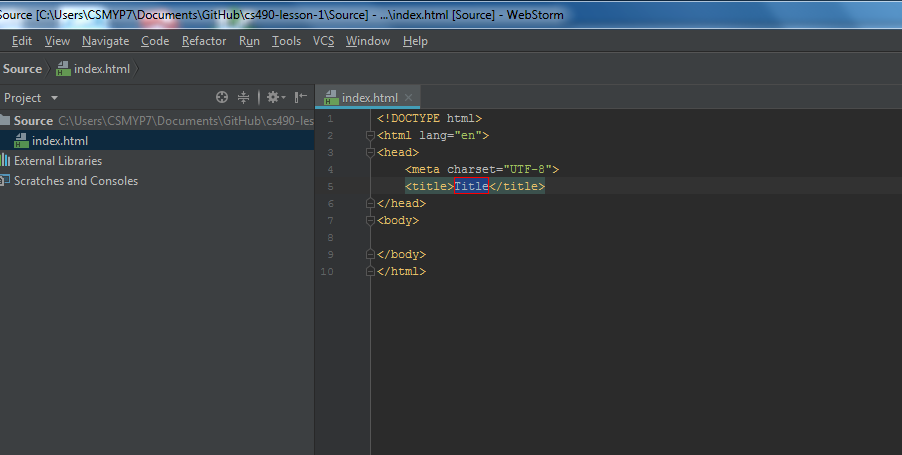 Source [C:\Users\CSMYP7\Documents\GitHub\cs490-lesson-1\Source] - ...\index.html [Source] - WebStorm
Edit View Navigate Code Refactor Run Tools VCS Window Help
Source index.html
Project
index.html
Source C:\Users\CSMYP7\Documents\GitHub\cs490-les
index.html
External Libraries
Scratches and Consoles
1 <!DOCTYPE html>
2 <html lang="en">
3 <head>
4 <meta charset="UTF-8">
5 <title>Title</title>
6 </head>
7 <body>
8
9 </body>
10 </html>